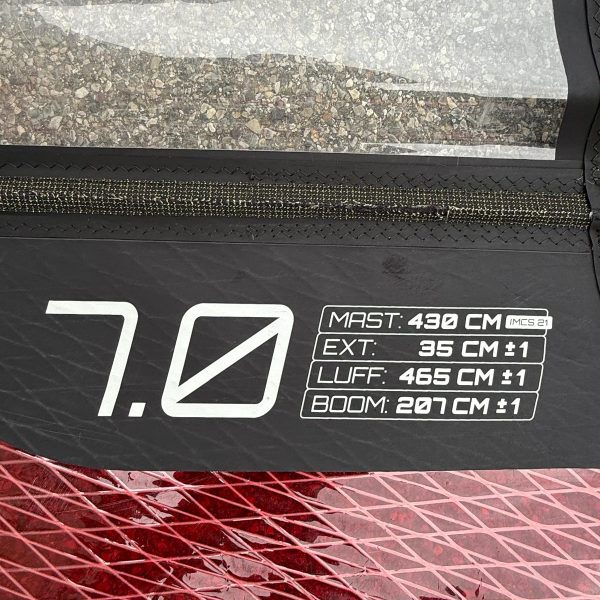 7.0
MAST: 430 CM IMCS 21
EXT: 35 CM ±1
LUFF: 465 CM ±1
BOOM: 207 CM ±1